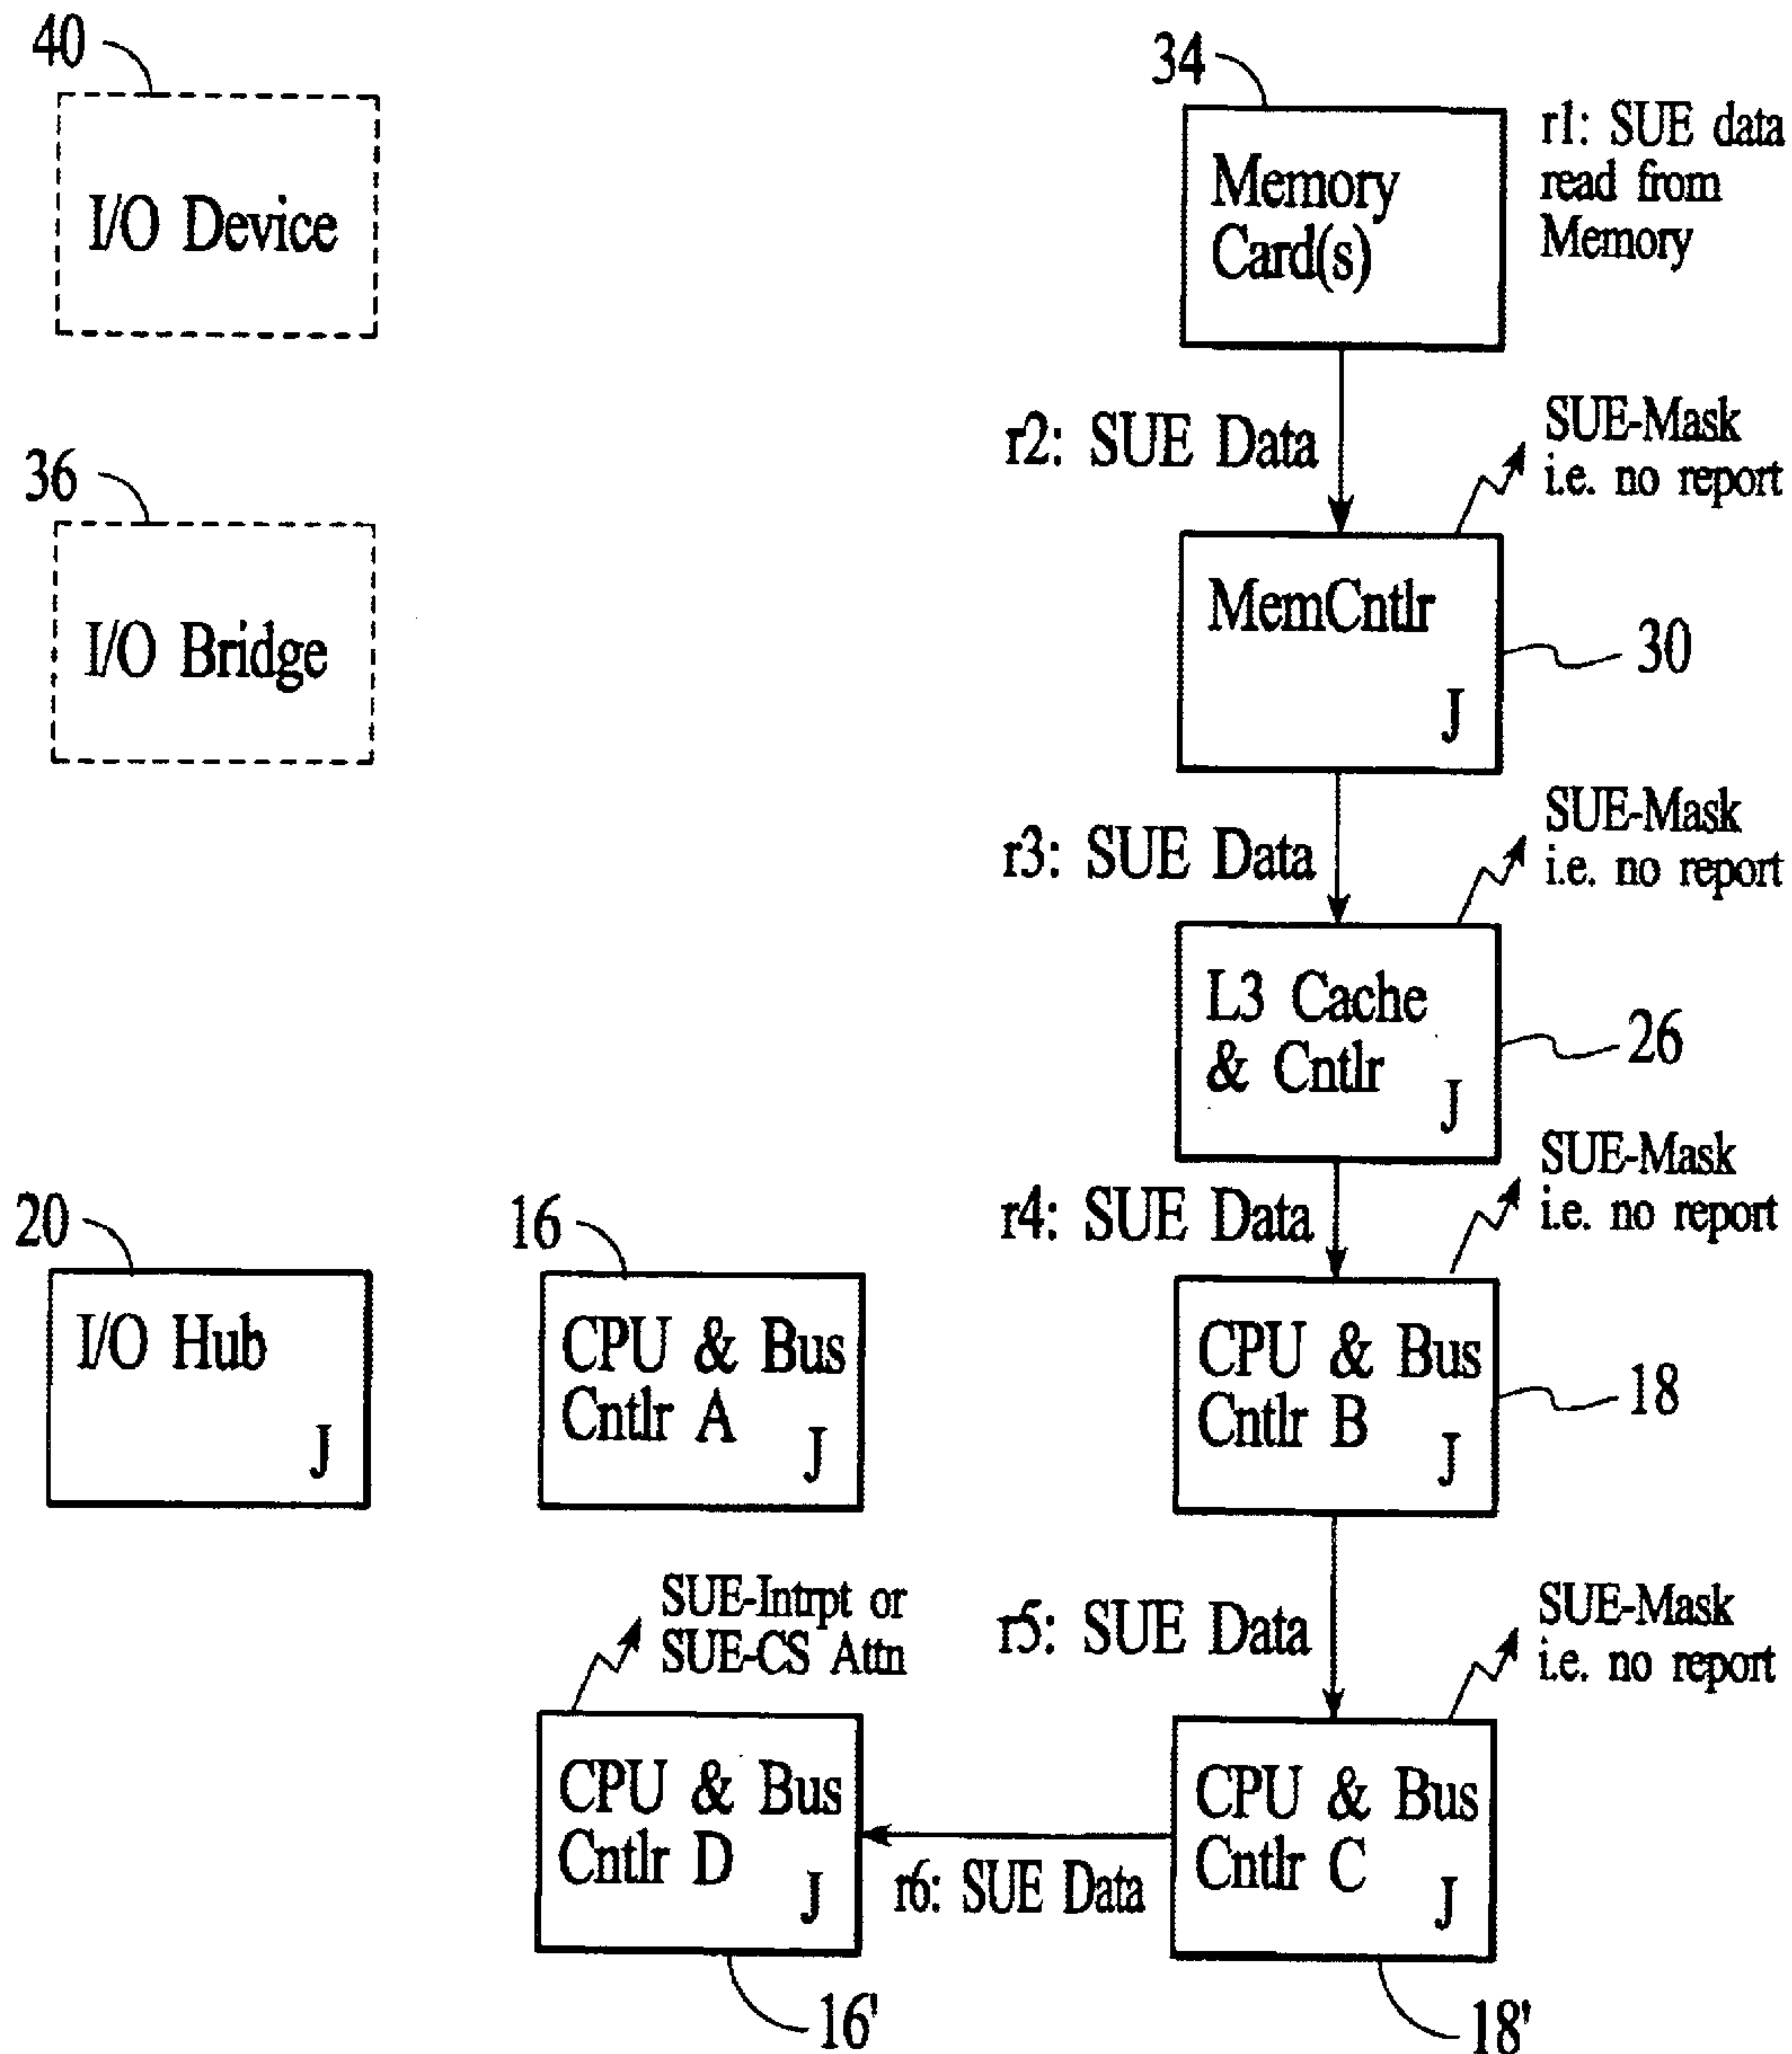 40
I/O Device
34
Memory
Card(s)
r1: SUE data
read from
Memory
r2: SUE Data
SUE-Mask
i.e. no report
36
I/O Bridge
MemCntlr
J
30
r3: SUE Data
SUE-Mask
i.e. no report
L3 Cache
& Cntlr
J
26
r4: SUE Data
SUE-Mask
i.e. no report
20
I/O Hub
J
16
CPU & Bus
Cntlr A
J
CPU & Bus
Cntlr B
J
18
SUE-Intrpt or
SUE-CS Attn
r5: SUE Data
SUE-Mask
i.e. no report
CPU & Bus
Cntlr D
J
16'
r6: SUE Data
CPU & Bus
Cntlr C
J
18'